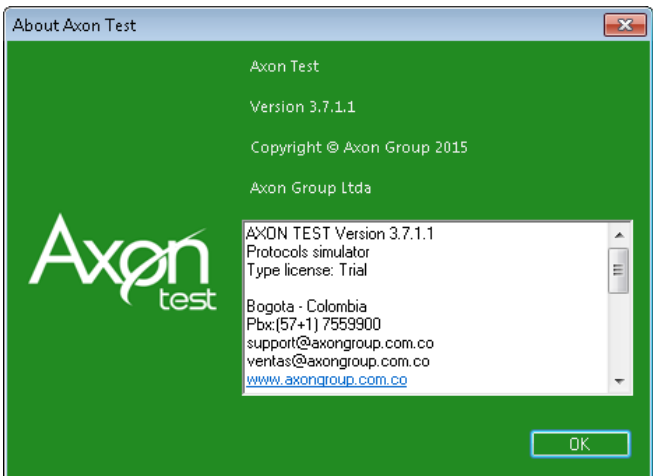 About Axon Test
Axon Test
Version 3.7.1.1
Copyright © Axon Group 2015
Axon Group Ltda
Axon
test
AXON TEST Version 3.7.1.1
Protocols simulator
Type license: Trial
Bogota - Colombia
Pbx:(57+1) 7559900
support@axongroup.com.co
ventas@axongroup.com.co
www.axongroup.com.co
OK